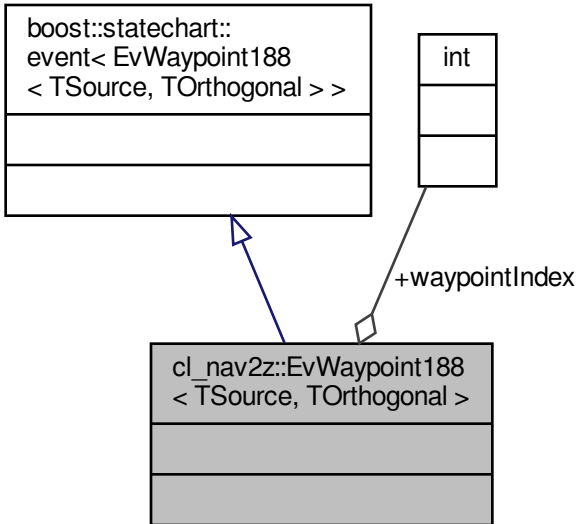 boost::statechart::
event< EvWaypoint188
< TSource, TOrthogonal > >
int
+waypointIndex
cl_nav2z::EvWaypoint188
< TSource, TOrthogonal >